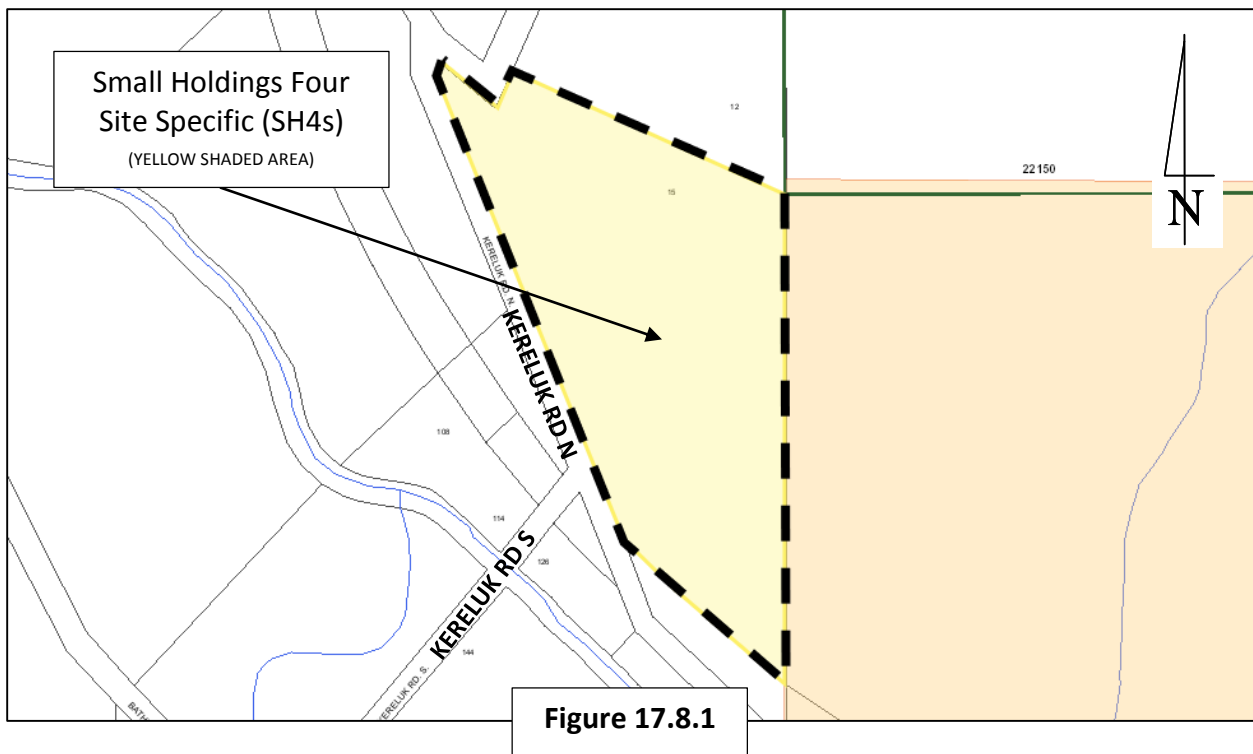 Small Holdings Four
Site Specific (SH4s)
(YELLOW SHADED AREA)
12
22150
N
15
KERELUK RD. N.
KERELUK RD N
108
114
126
KERELUK RD S
144
KERELUK RD. S.
BATH
Figure 17.8.1